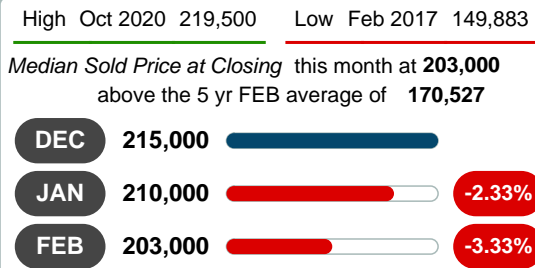 High Oct 2020 219,500 Low Feb 2017 149,883
Median Sold Price at Closing this month at 203,000
above the 5 yr FEB average of 170,527
DEC 215,000
JAN 210,000 -2.33%
FEB 203,000 -3.33%